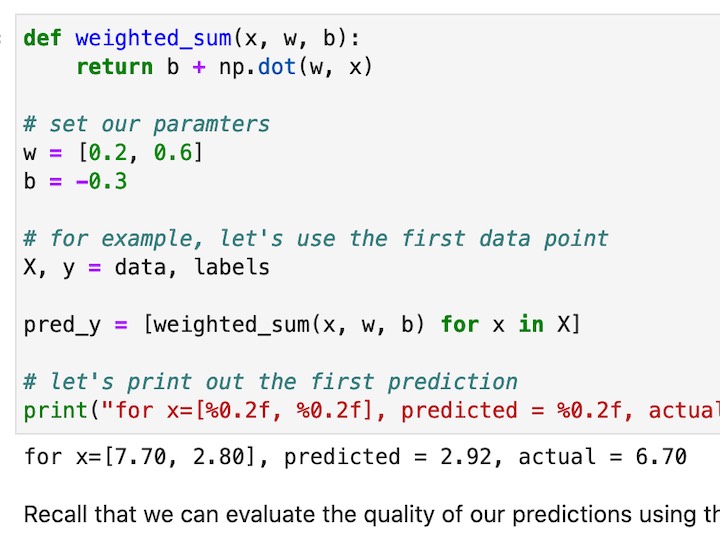 def weighted_sum(x, w, b):
    return b + np.dot(w, x)
# set our paramters
w = [0.2, 0.6]
b = -0.3
# for example, let's use the first data point
X, y = data, labels
pred_y = [weighted_sum(x, w, b) for x in X]
# let's print out the first prediction
print("for x=[%0.2f, %0.2f], predicted = %0.2f, actual
for x=[7.70, 2.80], predicted = 2.92, actual = 6.70
Recall that we can evaluate the quality of our predictions using